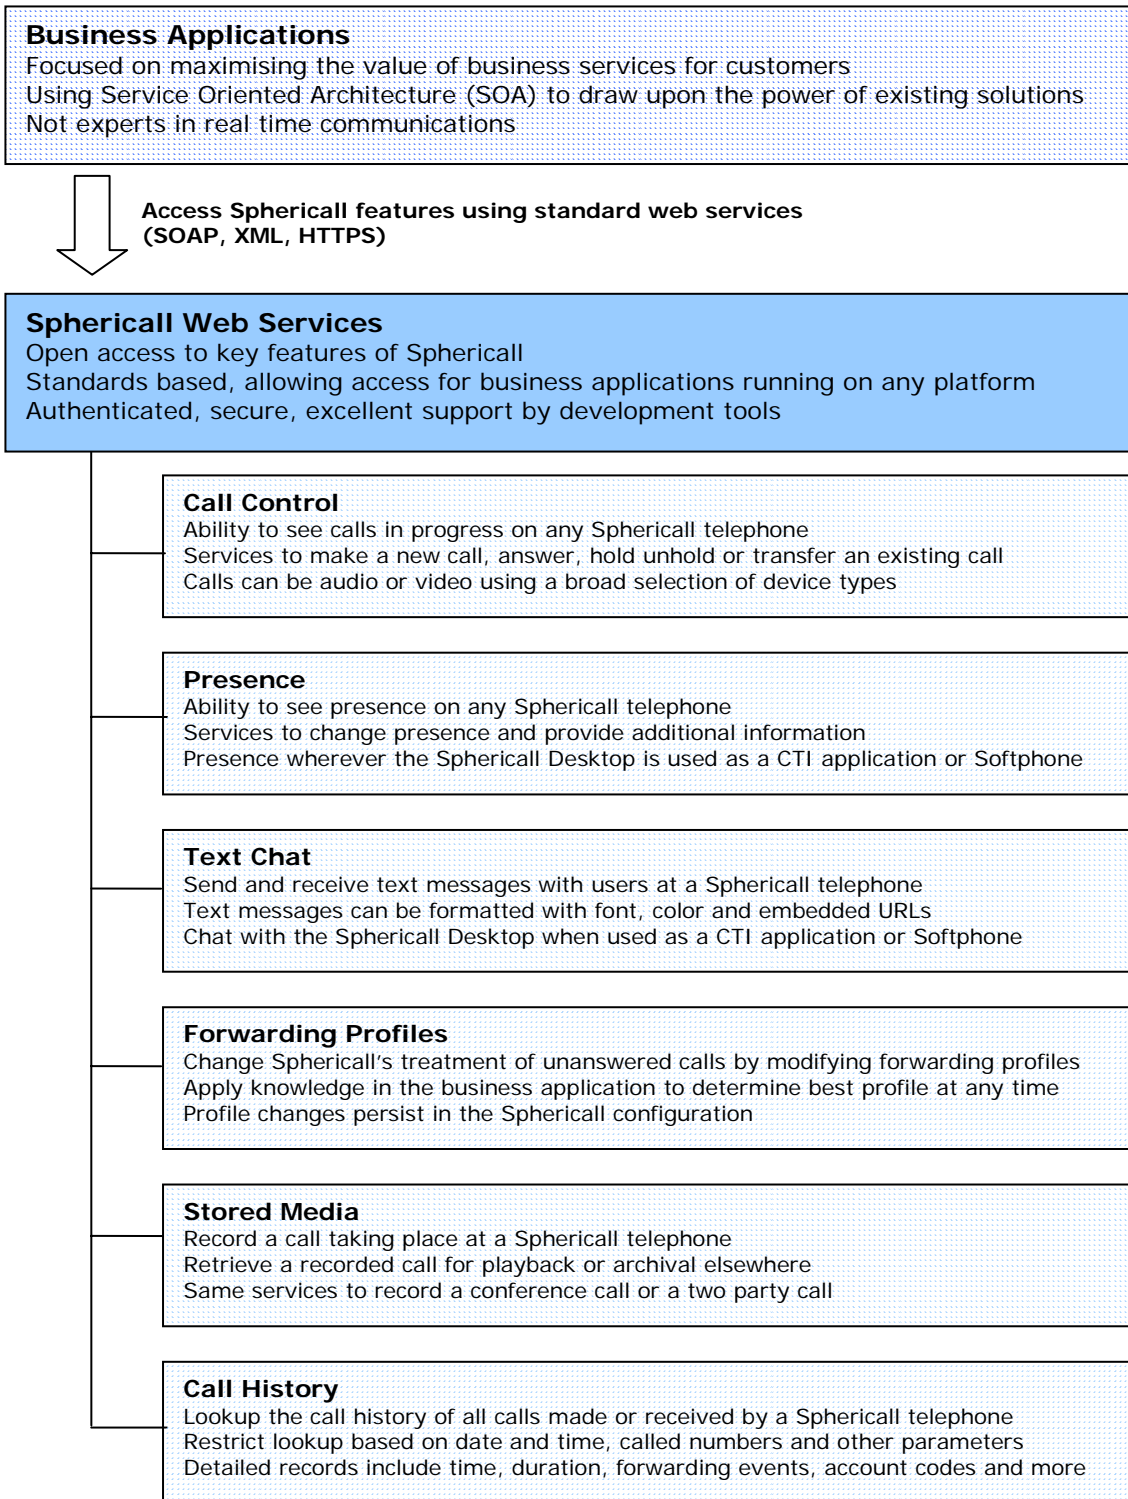 Business Applications
Focused on maximising the value of business services for customers
Using Service Oriented Architecture (SOA) to draw upon the power of existing solutions
Not experts in real time communications
Access Sphericall features using standard web services
(SOAP, XML, HTTPS)
Sphericall Web Services
Open access to key features of Sphericall
Standards based, allowing access for business applications running on any platform
Authenticated, secure, excellent support by development tools
Call Control
Ability to see calls in progress on any Sphericall telephone
Services to make a new call, answer, hold unhold or transfer an existing call
Calls can be audio or video using a broad selection of device types
Presence
Ability to see presence on any Sphericall telephone
Services to change presence and provide additional information
Presence wherever the Sphericall Desktop is used as a CTI application or Softphone
Text Chat
Send and receive text messages with users at a Sphericall telephone
Text messages can be formatted with font, color and embedded URLs
Chat with the Sphericall Desktop when used as a CTI application or Softphone
Forwarding Profiles
Change Sphericall's treatment of unanswered calls by modifying forwarding profiles
Apply knowledge in the business application to determine best profile at any time
Profile changes persist in the Sphericall configuration
Stored Media
Record a call taking place at a Sphericall telephone
Retrieve a recorded call for playback or archival elsewhere
Same services to record a conference call or a two party call
Call History
Lookup the call history of all calls made or received by a Sphericall telephone
Restrict lookup based on date and time, called numbers and other parameters
Detailed records include time, duration, forwarding events, account codes and more